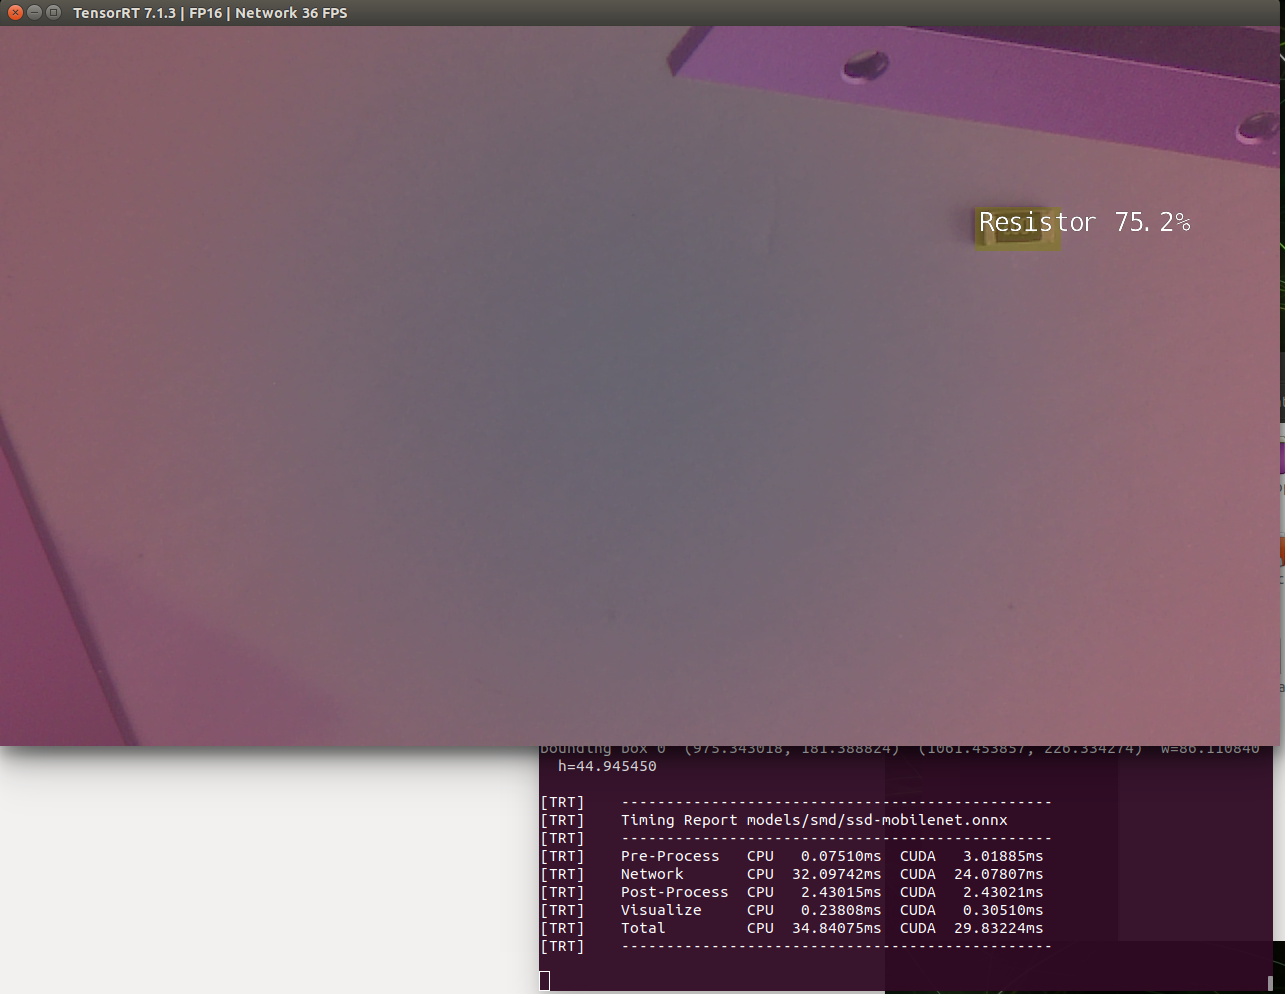 TensorRT 7.1.3 | FP16 | Network 36 FPS
Resistor 75.2%
bounding box 0 (975.343018, 181.388824) (1061.453857, 226.334274) w=86.110840
h=44.945450
[TRT] ------------------------------------------------
[TRT] Timing Report models/smd/ssd-mobilenet.onnx
[TRT] ------------------------------------------------
[TRT] Pre-Process CPU 0.07510ms CUDA 3.01885ms
[TRT] Network CPU 32.09742ms CUDA 24.07807ms
[TRT] Post-Process CPU 2.43015ms CUDA 2.43021ms
[TRT] Visualize CPU 0.23808ms CUDA 0.30510ms
[TRT] Total CPU 34.84075ms CUDA 29.83224ms
[TRT] ------------------------------------------------